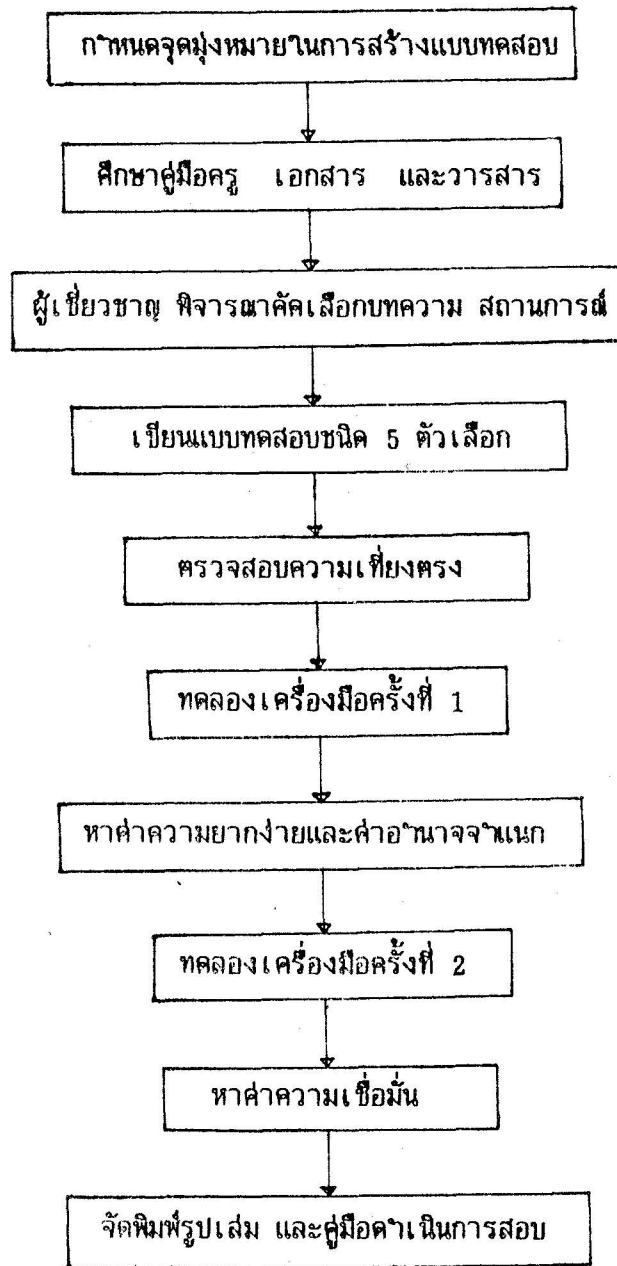 กำหนดจุดมุ่งหมายในการสร้างแบบทดสอบ
ศึกษาคู่มือครู เอกสาร และวารสาร
ผู้เชี่ยวชาญ พิจารณาคัดเลือกบทความ สถานการณ์
เขียนแบบทดสอบชนิด 5 ตัวเลือก
ตรวจสอบความเที่ยงตรง
ทดลองเครื่องมือครั้งที่ 1
หาค่าความยากง่ายและค่าอำนาจจำแนก
ทดลองเครื่องมือครั้งที่ 2
หาค่าความเชื่อมั่น
จัดพิมพ์รูปเล่ม และคู่มือดำเนินการสอบ